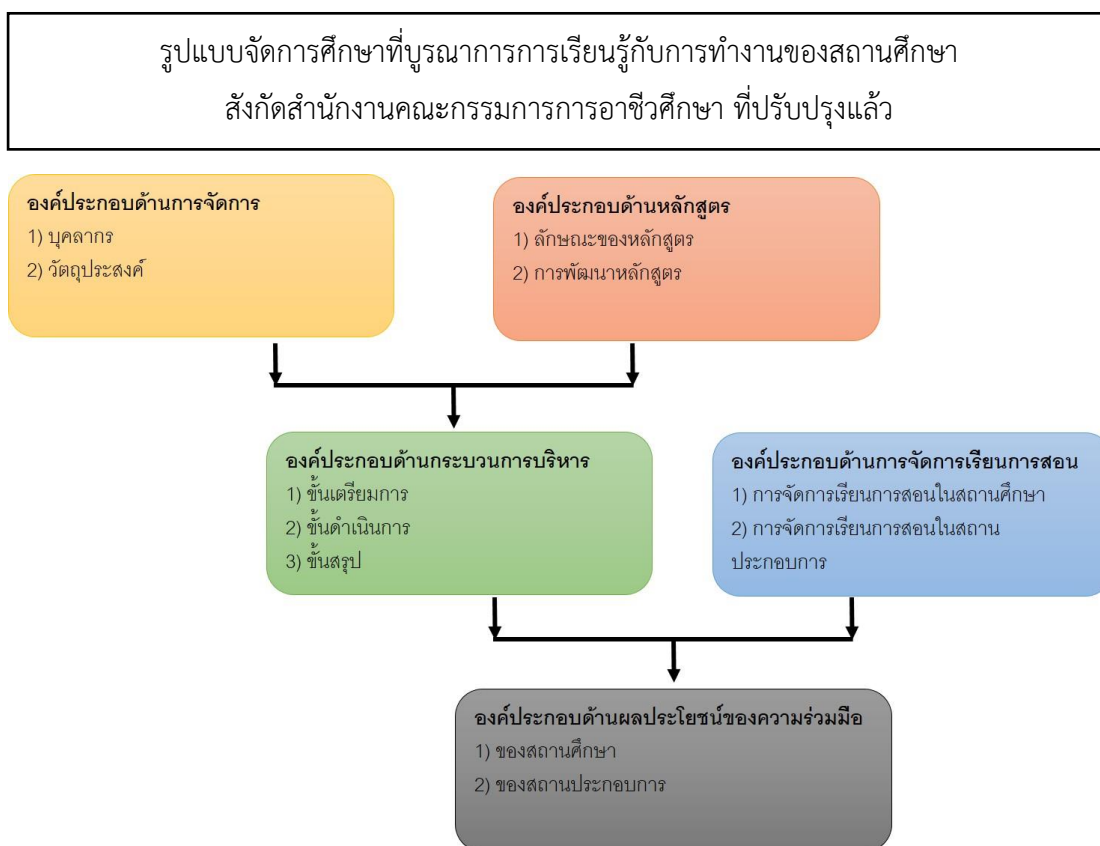 รูปแบบจัดการศึกษาที่บูรณาการการเรียนรู้กับการทำงานของสถานศึกษา
สังกัดสำนักงานคณะกรรมการการอาชีวศึกษา ที่ปรับปรุงแล้ว
องค์ประกอบด้านการจัดการ
1) บุคลากร
2) วัตถุประสงค์
องค์ประกอบด้านหลักสูตร
1) ลักษณะของหลักสูตร
2) การพัฒนาหลักสูตร
องค์ประกอบด้านกระบวนการบริหาร
1) ขั้นเตรียมการ
2) ขั้นดำเนินการ
3) ขั้นสรุป
องค์ประกอบด้านการจัดการเรียนการสอน
1) การจัดการเรียนการสอนในสถานศึกษา
2) การจัดการเรียนการสอนในสถาน
ประกอบการ
องค์ประกอบด้านผลประโยชน์ของความร่วมมือ
1) ของสถานศึกษา
2) ของสถานประกอบการ